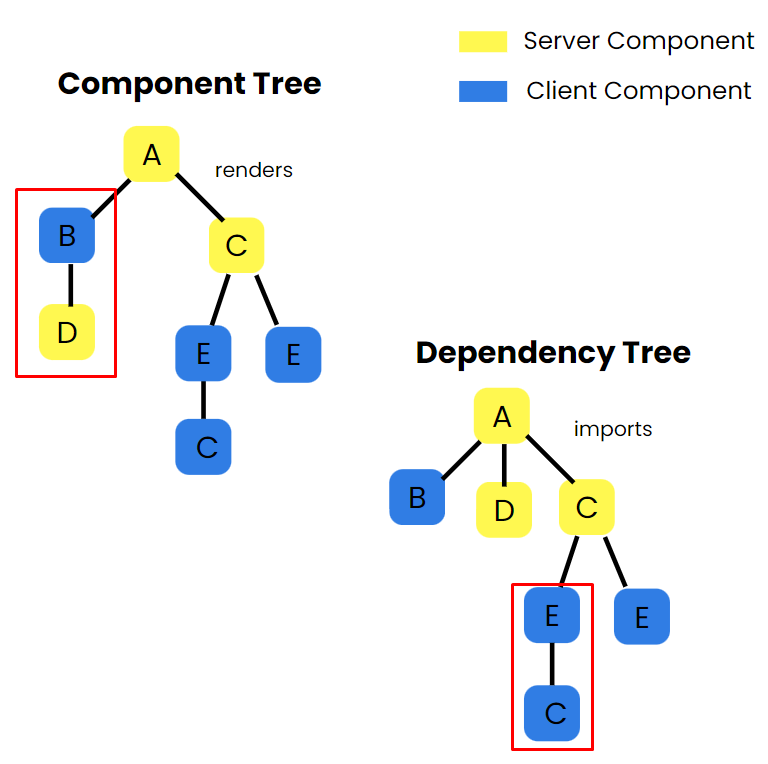 Server Component
Client Component
Component Tree
A
renders
B
C
D
E
E
C
Dependency Tree
A
imports
B
D
C
E
E
C